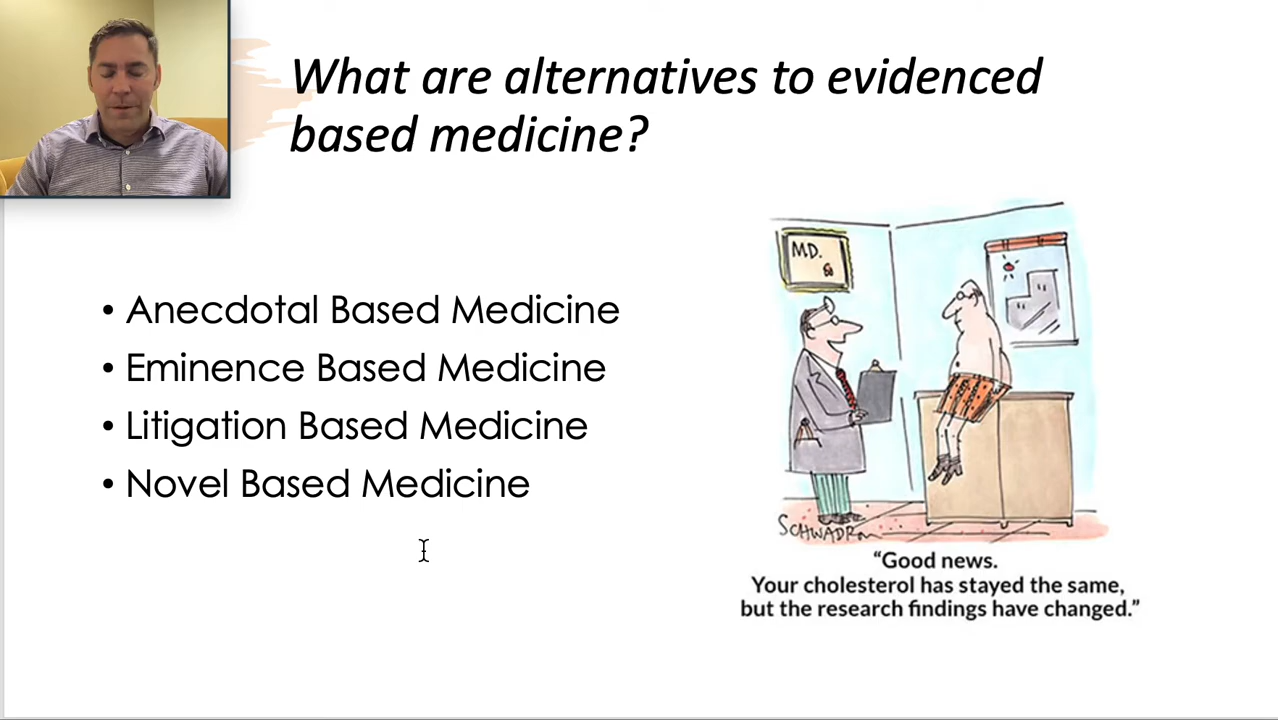 What are alternatives to evidenced
based medicine?
• Anecdotal Based Medicine
• Eminence Based Medicine
• Litigation Based Medicine
• Novel Based Medicine
MD.
SCHWADRON
“Good news.
Your cholesterol has stayed the same,
but the research findings have changed.”